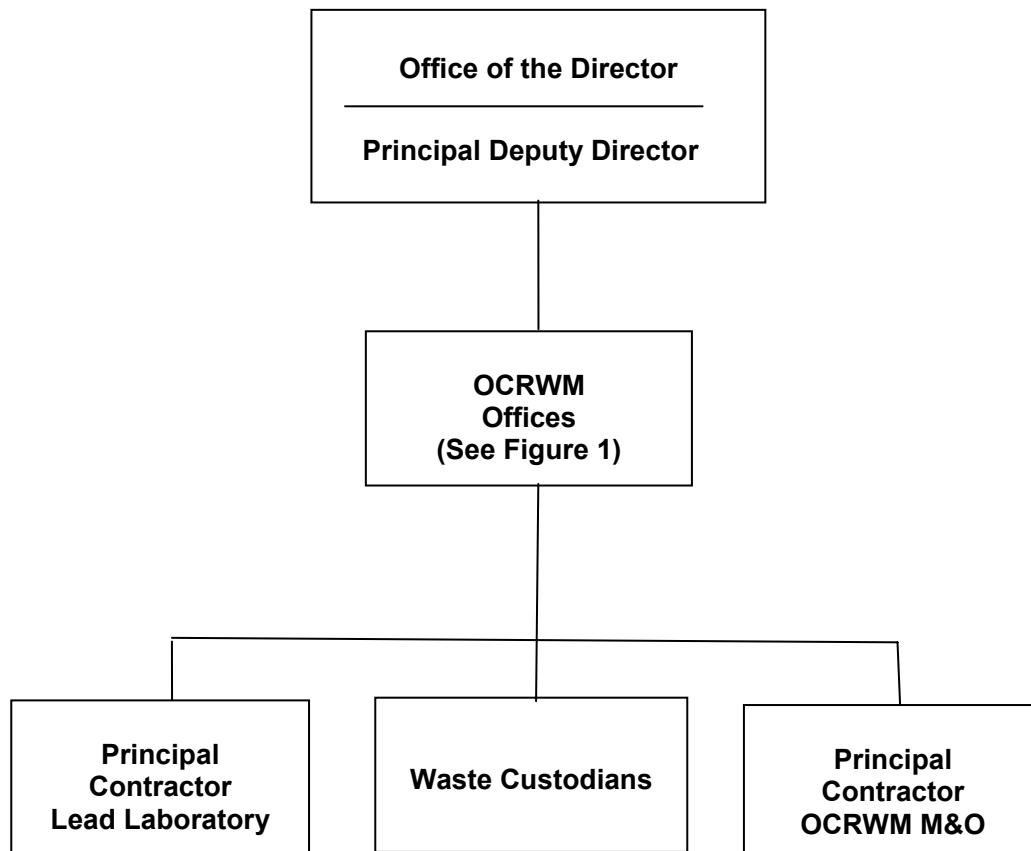 Office of the Director
Principal Deputy Director
OCRWM
Offices
(See Figure 1)
Principal
Contractor
Lead Laboratory
Waste Custodians
Principal
Contractor
OCRWM M&O